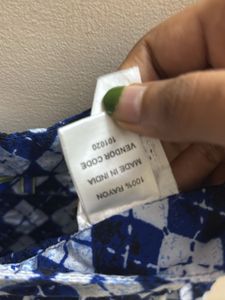 100% RAYON
MADE IN INDIA
VENDOR CODE
101020